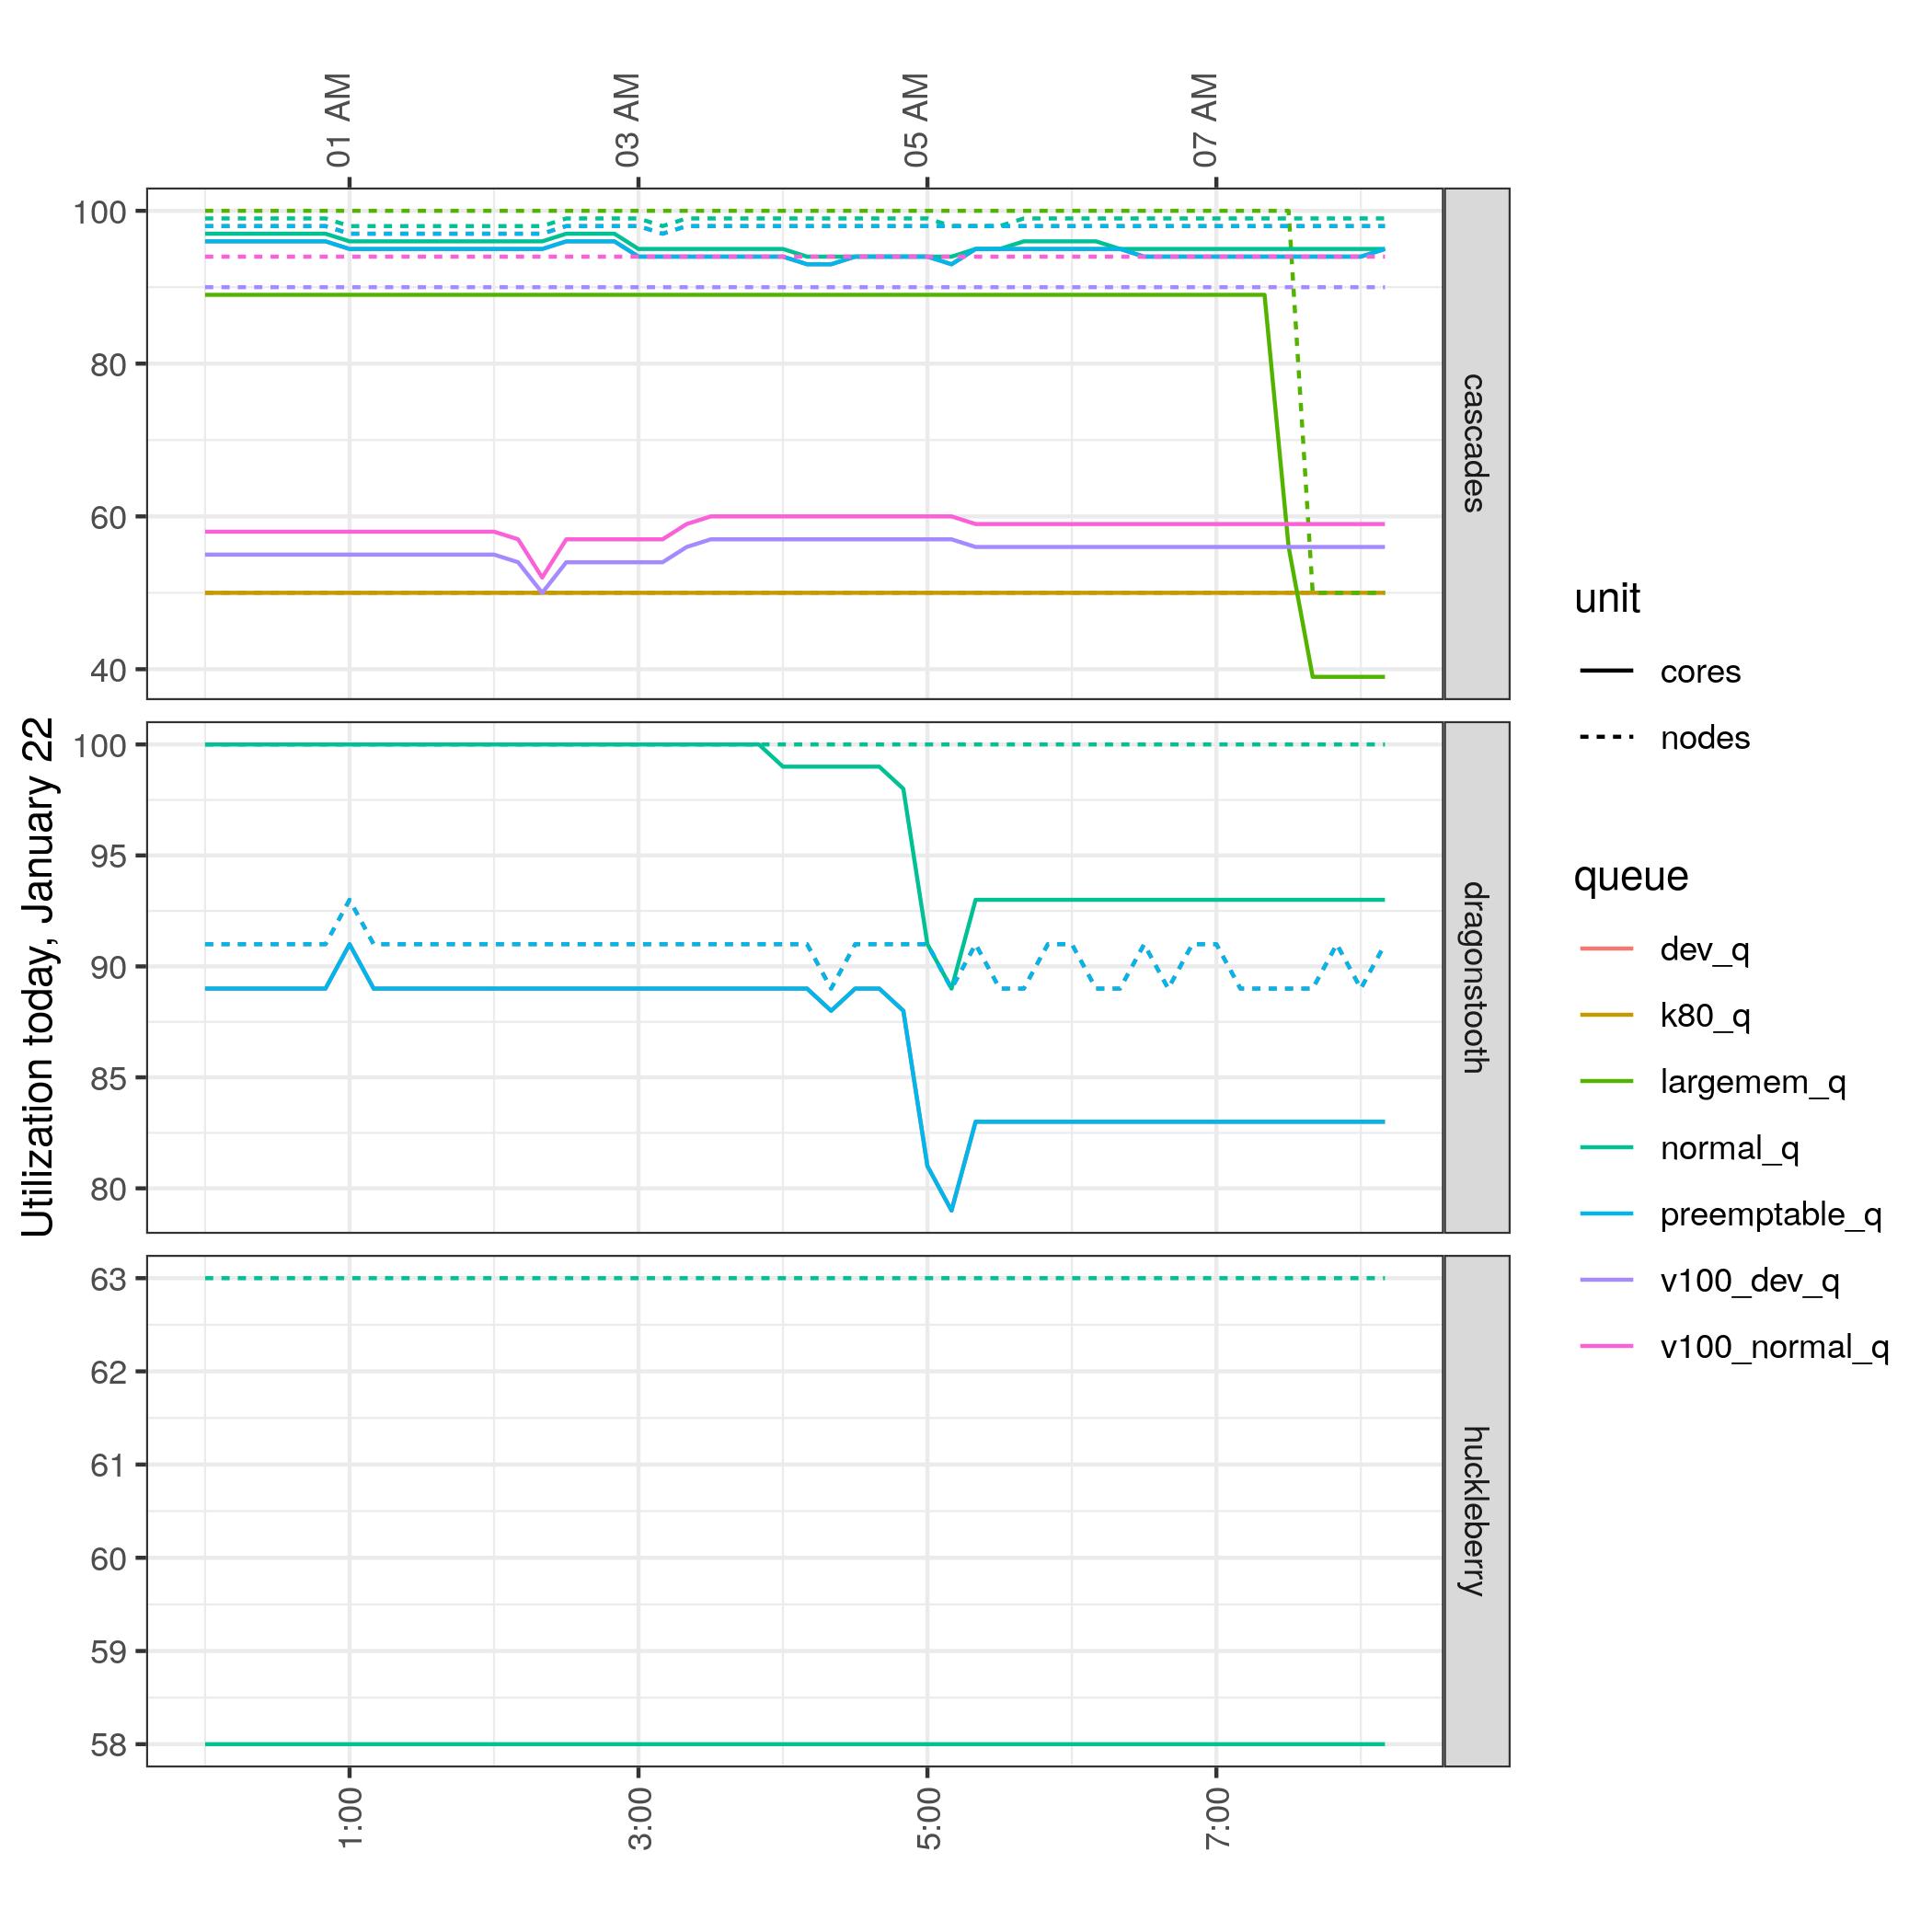 01 AM
03 AM
05 AM
07 AM
Utilization today, January 22
100
80
60
40
cascades
100
95
90
85
80
dragonstooth
63
62
61
60
59
58
huckleberry
1:00
3:00
5:00
7:00
unit
cores
nodes
queue
dev_q
k80_q
largemem_q
normal_q
preemptable_q
v100_dev_q
v100_normal_q